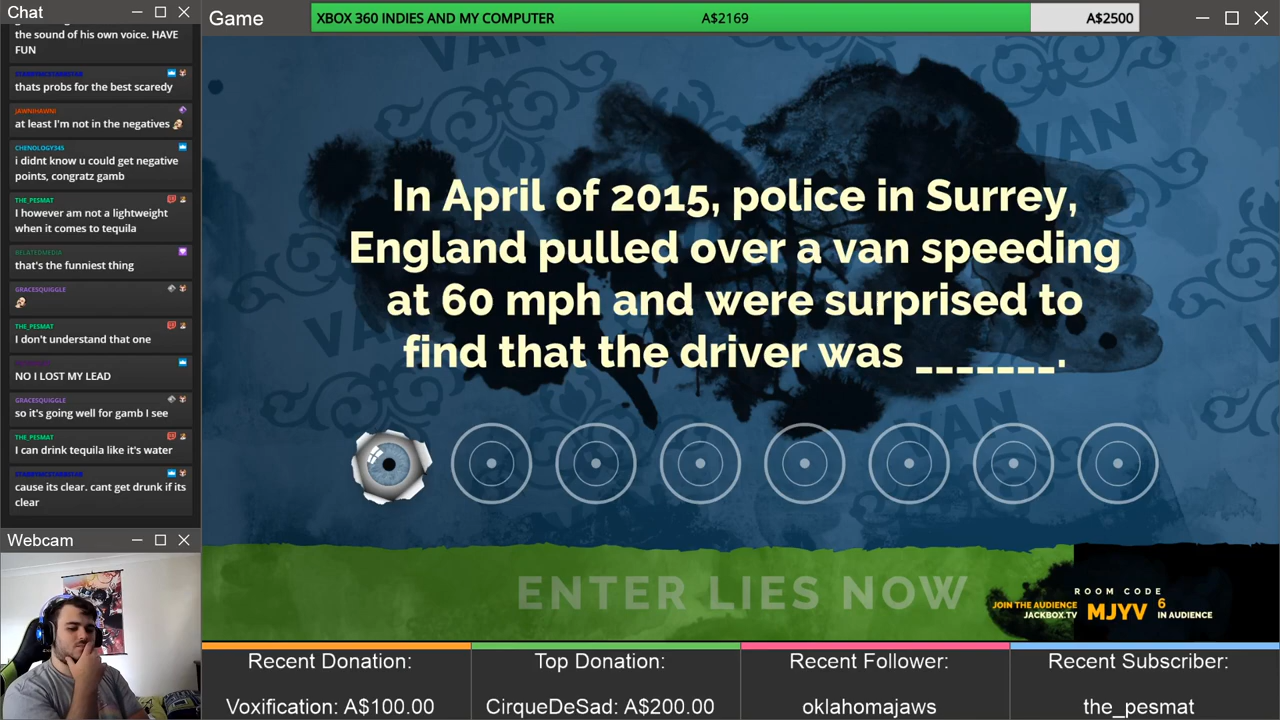 Chat
the sound of his own voice. HAVE
FUN
STARRYMCSTARRFEAR
thats probs for the best scaredy
JAWNIHAWNI
at least I'm not in the negatives
CHENOLOGY345
i didnt know u could get negative
points, congratz gamb
THE_PESMAT
I however am not a lightweight
when it comes to tequila
RELATEDMEDIA
that's the funniest thing
GRACESQUIGGLE
THE_PESMAT
I don't understand that one
NO I LOST MY LEAD
GRACESQUIGGLE
so it's going well for gamb I see
THE_PESMAT
I can drink tequila like it's water
cause its clear. cant get drunk if its
clear
Webcam
Game
XBOX 360 INDIES AND MY COMPUTER
A$2169
A$2500
VAN
VAN
VAN
VAN
In April of 2015, police in Surrey,
England pulled over a van speeding
at 60 mph and were surprised to
find that the driver was _______.
ENTER LIES NOW
ROOM CODE
JOIN THE AUDIENCE
JACKBOX.TV
MJYV
6
IN AUDIENCE
Recent Donation:
Voxification: A$100.00
Top Donation:
CirqueDeSad: A$200.00
Recent Follower:
oklahomajaws
Recent Subscriber:
the_pesmat